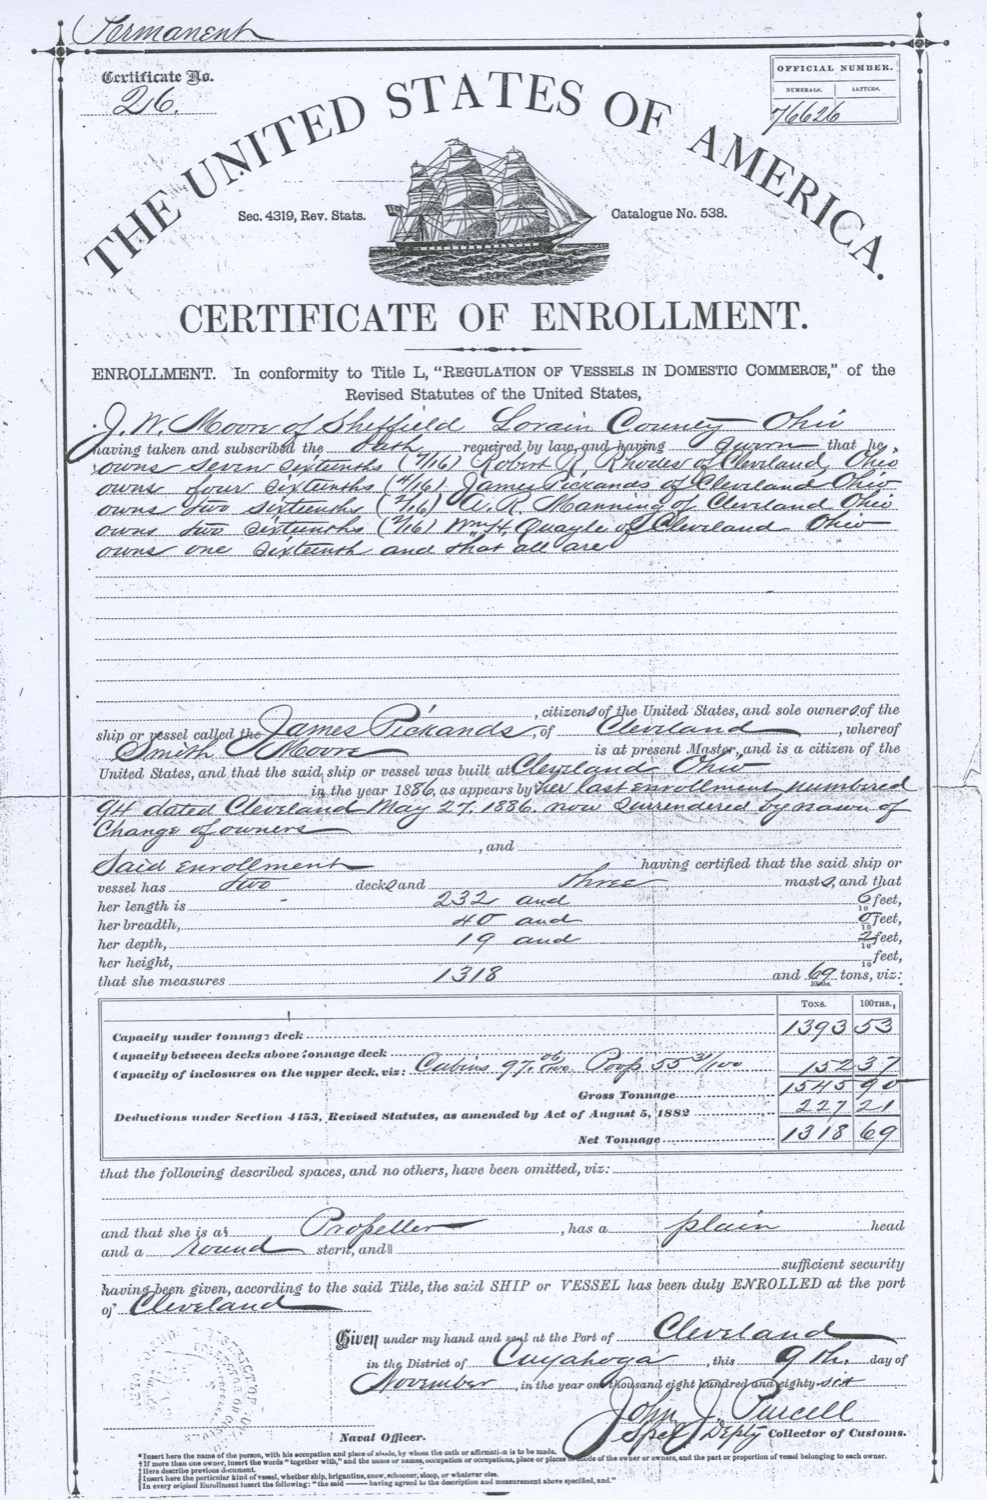 Permanent
Certificate No.
26.
OFFICIAL NUMBER.
NUMERALS. LETTERS.
76626
THE UNITED STATES OF AMERICA.
Sec. 4319, Rev. Stats.
Catalogue No. 538.
CERTIFICATE OF ENROLLMENT.
ENROLLMENT. In conformity to Title L, "REGULATION OF VESSELS IN DOMESTIC COMMERCE," of the
Revised Statutes of the United States,
J. W. Moore of Sheffield Lorain County Ohio
having taken and subscribed the oath required by law, and having sworn that he
owns seven sixteenths (7/16) Robert R. Rhodes of Cleveland, Ohio
owns four sixteenths (4/16) James Pickands of Cleveland Ohio
owns two sixteenths (2/16) A. R. Manning of Cleveland Ohio
owns two sixteenths (2/16) Wm. H. Quayle of Cleveland Ohio
owns one sixteenth and that all are
, citizens of the United States, and sole owners of the
ship or vessel called the James Pickands, of Cleveland, whereof
Smith Moore is at present Master, and is a citizen of the
United States, and that the said ship or vessel was built at Cleveland Ohio
in the year 1886, as appears by her last enrollment numbered
94 dated Cleveland May 27, 1886. now surrendered by reason of
Change of owners
, and
Said Enrollment having certified that the said ship or
vessel has two decks and three masts, and that
her length is 232 and 0/10 feet,
her breadth, 40 and 0/10 feet,
her depth, 19 and 2/10 feet,
her height, /10 feet,
that she measures 1318 and 69/100ths. tons, viz:
TONS. 100THS.
Capacity under tonnage deck 1393 53
Capacity between decks above tonnage deck
Capacity of inclosures on the upper deck, viz: Cabins 97.06/100. Poop 55 31/100 152 37
Gross Tonnage 1545 90
Deductions under Section 4153, Revised Statutes, as amended by Act of August 5, 1882 227 21
Net Tonnage 1318 69
that the following described spaces, and no others, have been omitted, viz:
and that she is a§ Propeller, has a plain head
and a round stern, and‖
sufficient security
having been given, according to the said Title, the said SHIP or VESSEL has been duly ENROLLED at the port
of Cleveland
Given under my hand and seal at the Port of Cleveland
in the District of Cuyahoga, this 9th. day of
November, in the year one thousand eight hundred and eighty-six
John J. Purcell
Naval Officer. Spcl Depty Collector of Customs.
*Insert here the name of the person, with his occupation and place of abode, by whom the oath or affirmation is to be made.
†If more than one owner, insert the words "together with," and the name or names, occupation or occupations, place or places of abode of the owner or owners, and the part or proportion of vessel belonging to each owner.
‡Here describe previous document.
§Insert here the particular kind of vessel, whether ship, brigantine, snow, schooner, sloop, or whatever else.
‖In every original Enrollment insert the following: "the said —— having agreed to the description and measurement above specified, and."